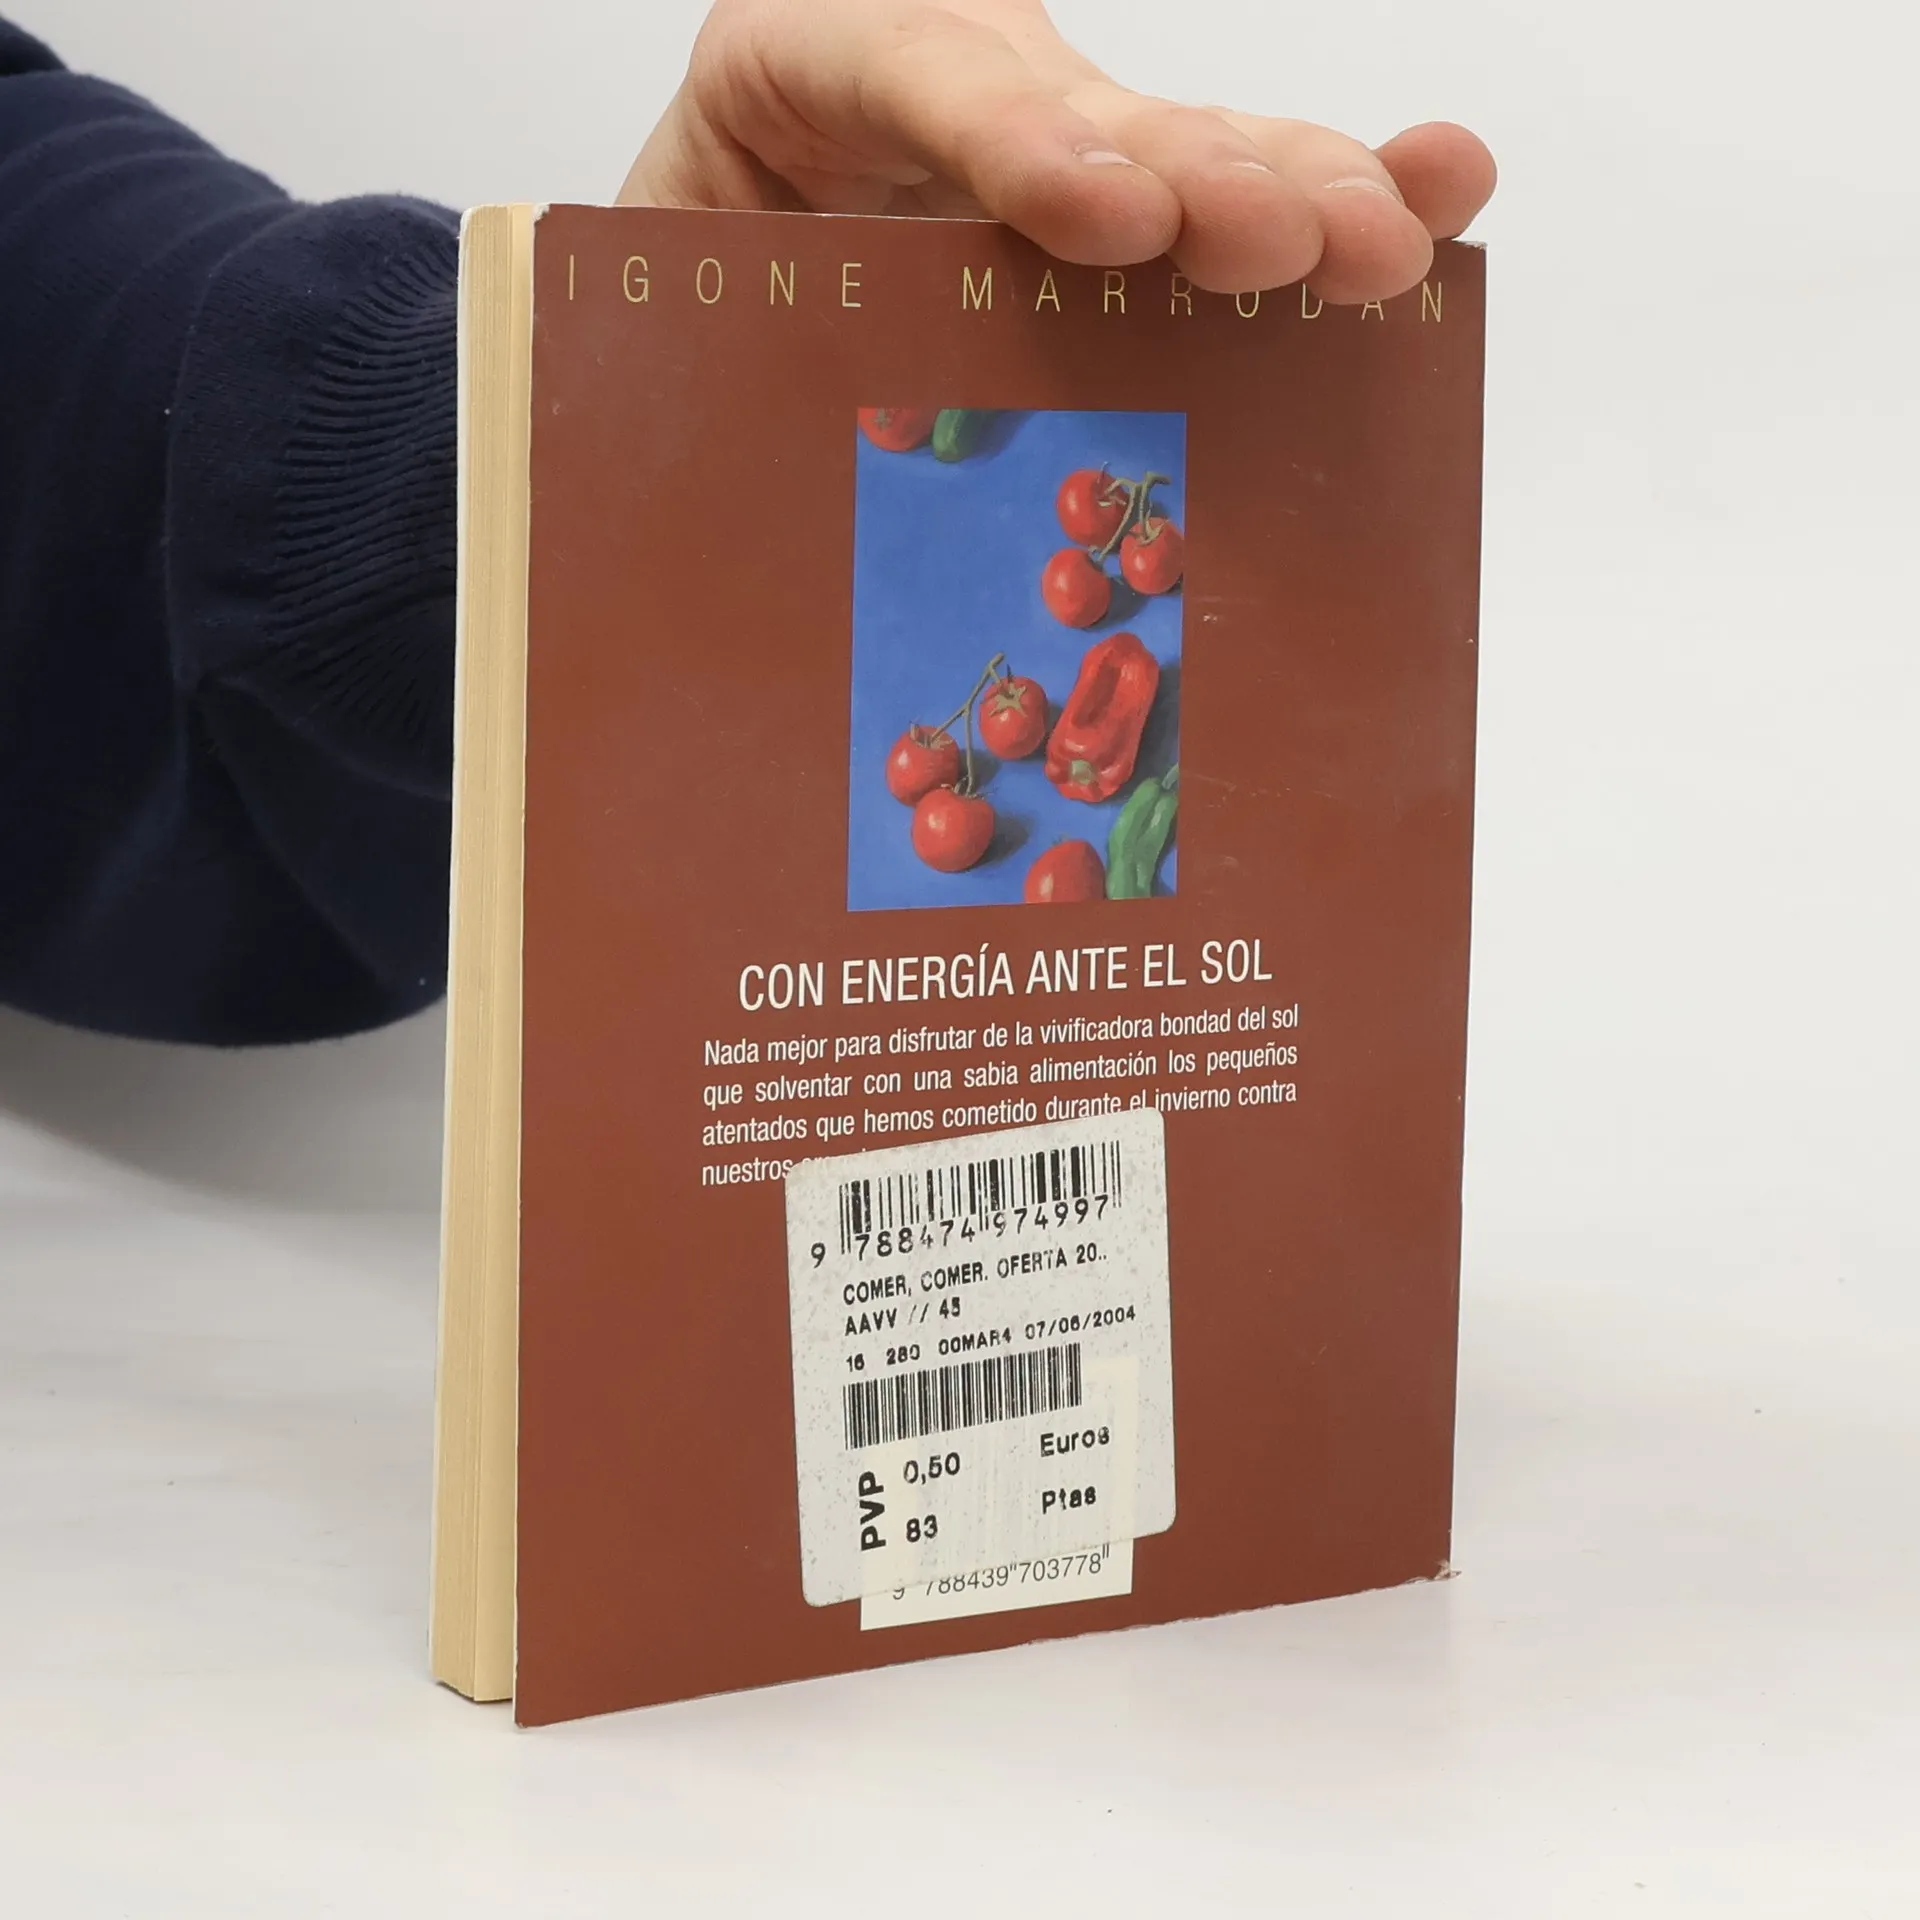 IGONE MARRODAN
CON ENERGÍA ANTE EL SOL
Nada mejor para disfrutar de la vivificadora bondad del sol
que solventar con una sabia alimentación los pequeños
atentados que hemos cometido durante el invierno contra
nuestros
9 788474 974997
COMER, COMER. OFERTA 20..
AAVV // 45
16 280 00MAR4 07/06/2004
PVP 0,50 Euros
83 Ptas
9 788439 703778